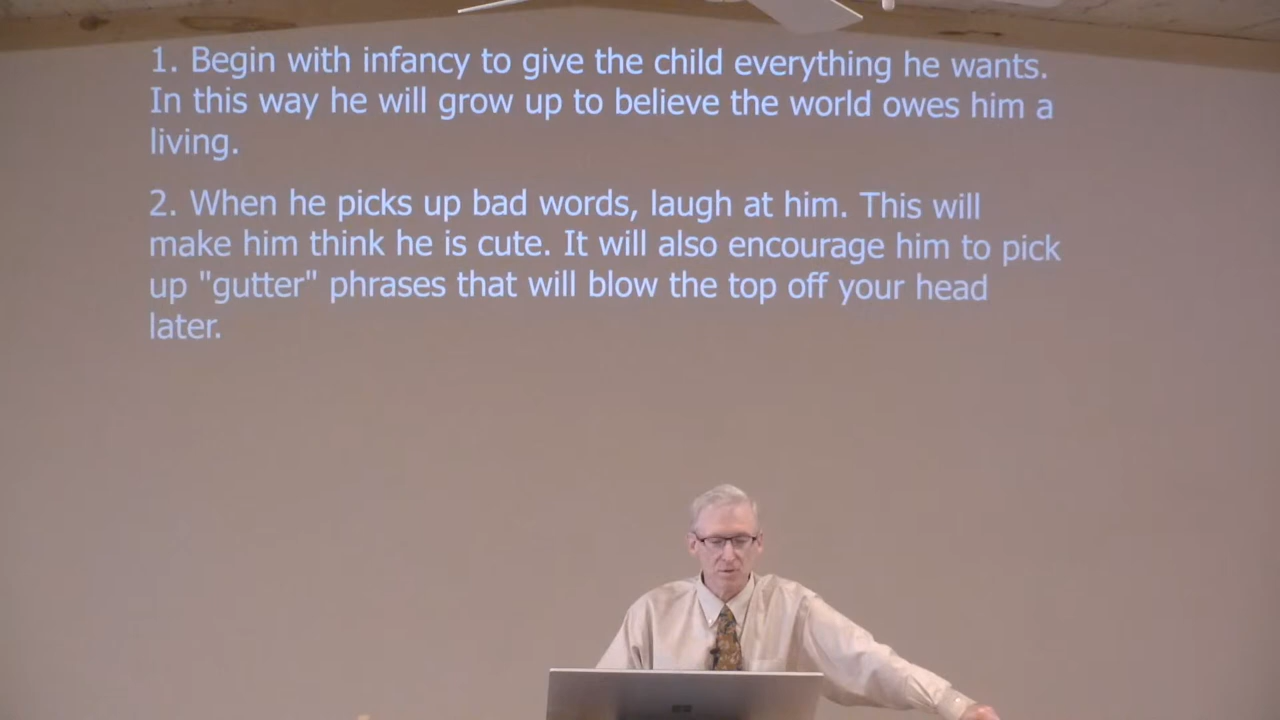 1. Begin with infancy to give the child everything he wants.
In this way he will grow up to believe the world owes him a
living.
2. When he picks up bad words, laugh at him. This will
make him think he is cute. It will also encourage him to pick
up "gutter" phrases that will blow the top off your head
later.